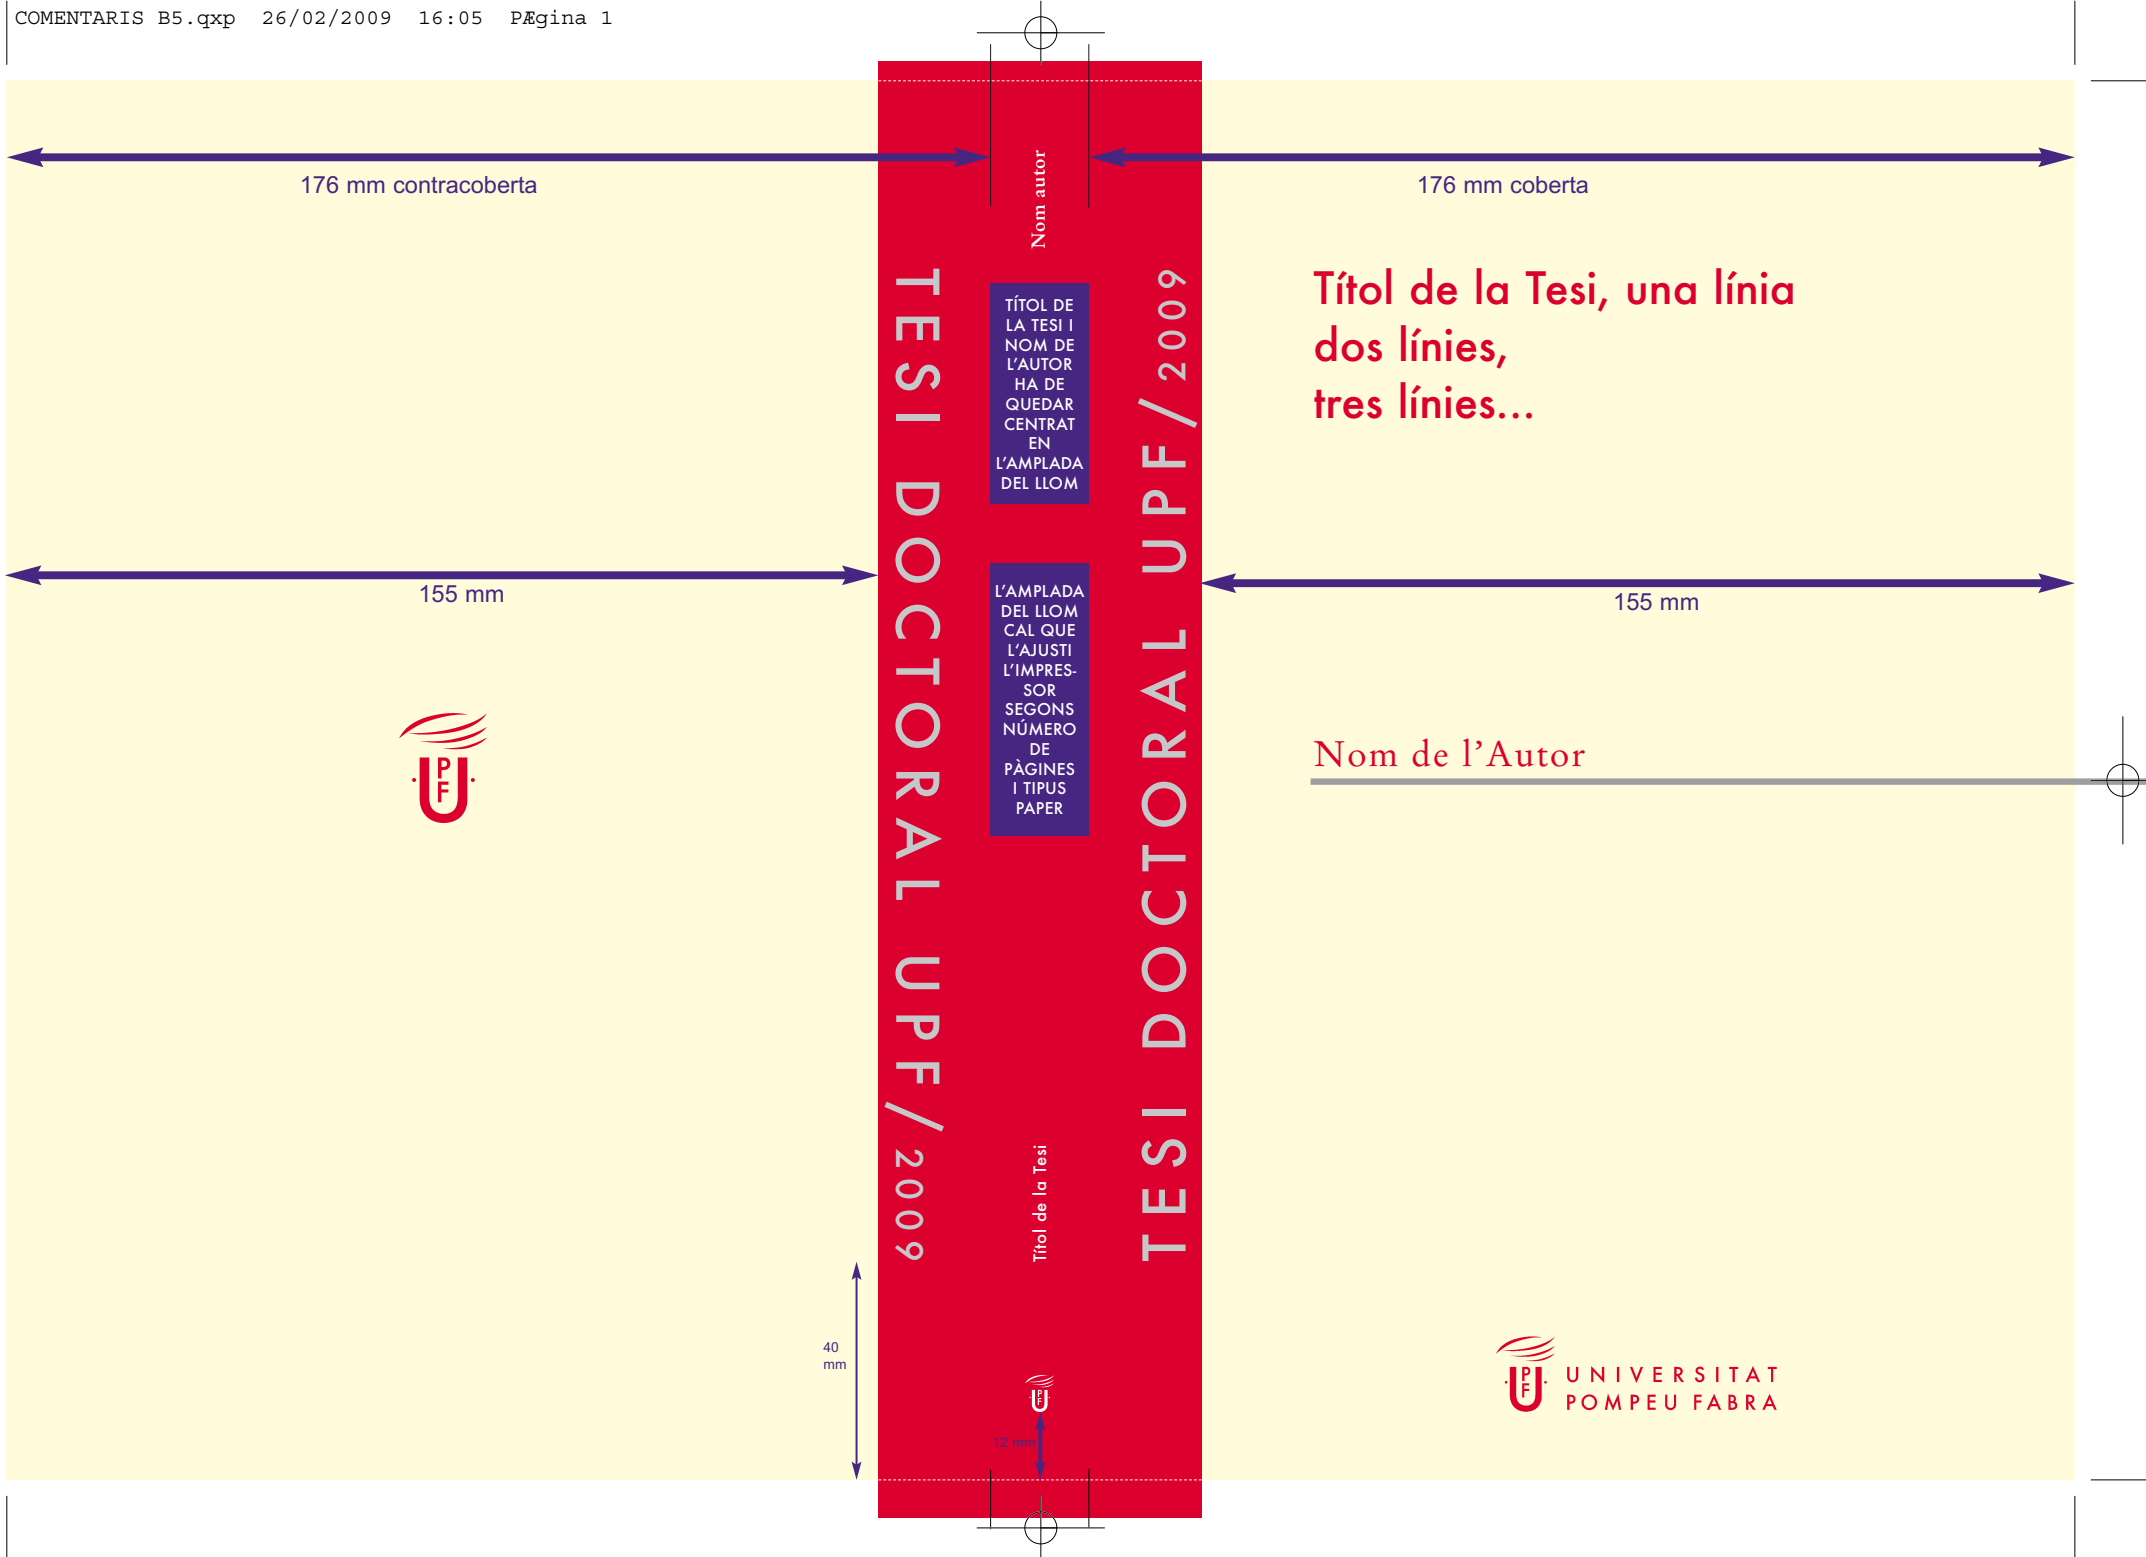 COMENTARIS B5.qxp 26/02/2009 16:05 PÆgina 1
176 mm contracoberta
155 mm
P
F
U
40
mm
TESI DOCTORAL UPF/2009
Nom autor
TÍTOL DE
LA TESI I
NOM DE
L’AUTOR
HA DE
QUEDAR
CENTRAT
EN
L’AMPLADA
DEL LLOM
L’AMPLADA
DEL LLOM
CAL QUE
L’AJUSTI
L’IMPRES-
SOR
SEGONS
NÚMERO
DE
PÀGINES
I TIPUS
PAPER
Títol de la Tesi
P
F
U
12 mm
TESI DOCTORAL UPF/2009
176 mm coberta
Títol de la Tesi, una línia
dos línies,
tres línies...
155 mm
Nom de l’Autor
P
F
U
UNIVERSITAT
POMPEU FABRA